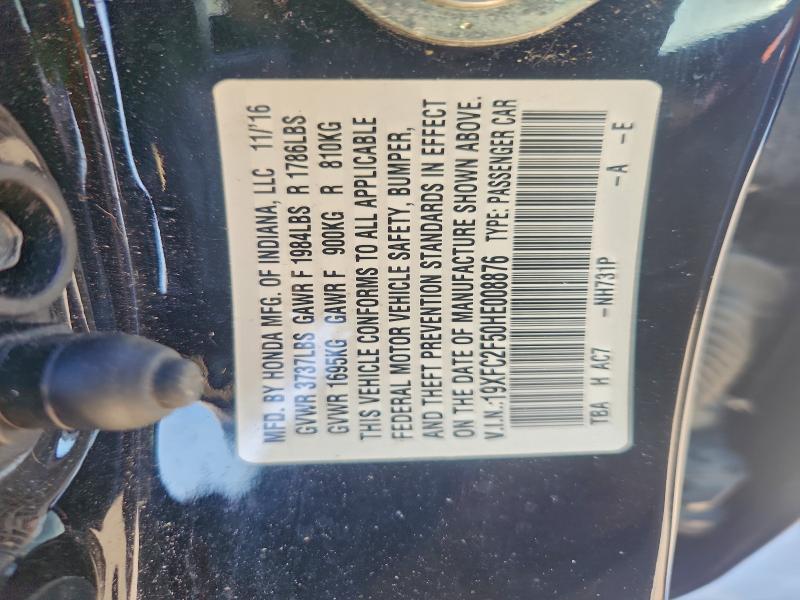 MFD. BY HONDA MFG. OF INDIANA, LLC 11/'16
GVWR 3737LBS GAWR F 1984LBS R 1786LBS
GVWR 1695KG GAWR F 900KG R 810KG
THIS VEHICLE CONFORMS TO ALL APPLICABLE
FEDERAL MOTOR VEHICLE SAFETY, BUMPER,
AND THEFT PREVENTION STANDARDS IN EFFECT
ON THE DATE OF MANUFACTURE SHOWN ABOVE.
V.I.N.:19XFC2F50HE008876 TYPE: PASSENGER CAR
TBA H AC7 -NH731P -A -E